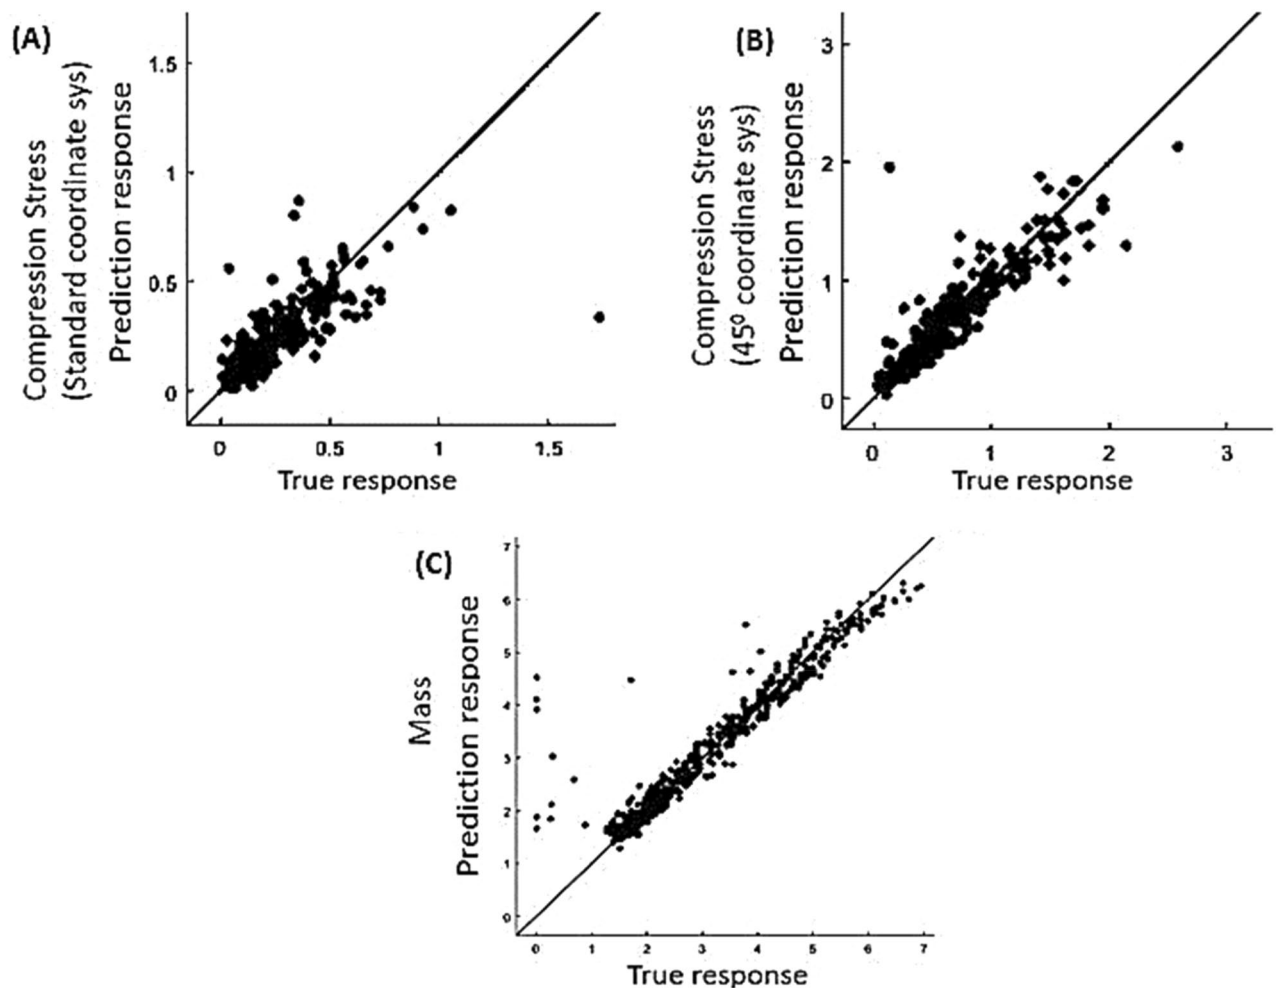 (A)
Compression Stress
(Standard coordinate sys)
Prediction response
1.5
1
0.5
0
0 0.5 1 1.5
True response
(B)
Compression Stress
(45⁰ coordinate sys)
Prediction response
3
2
1
0
0 1 2 3
True response
(C)
Mass
Prediction response
7
6
5
4
3
2
1
0
0 1 2 3 4 5 6 7
True response